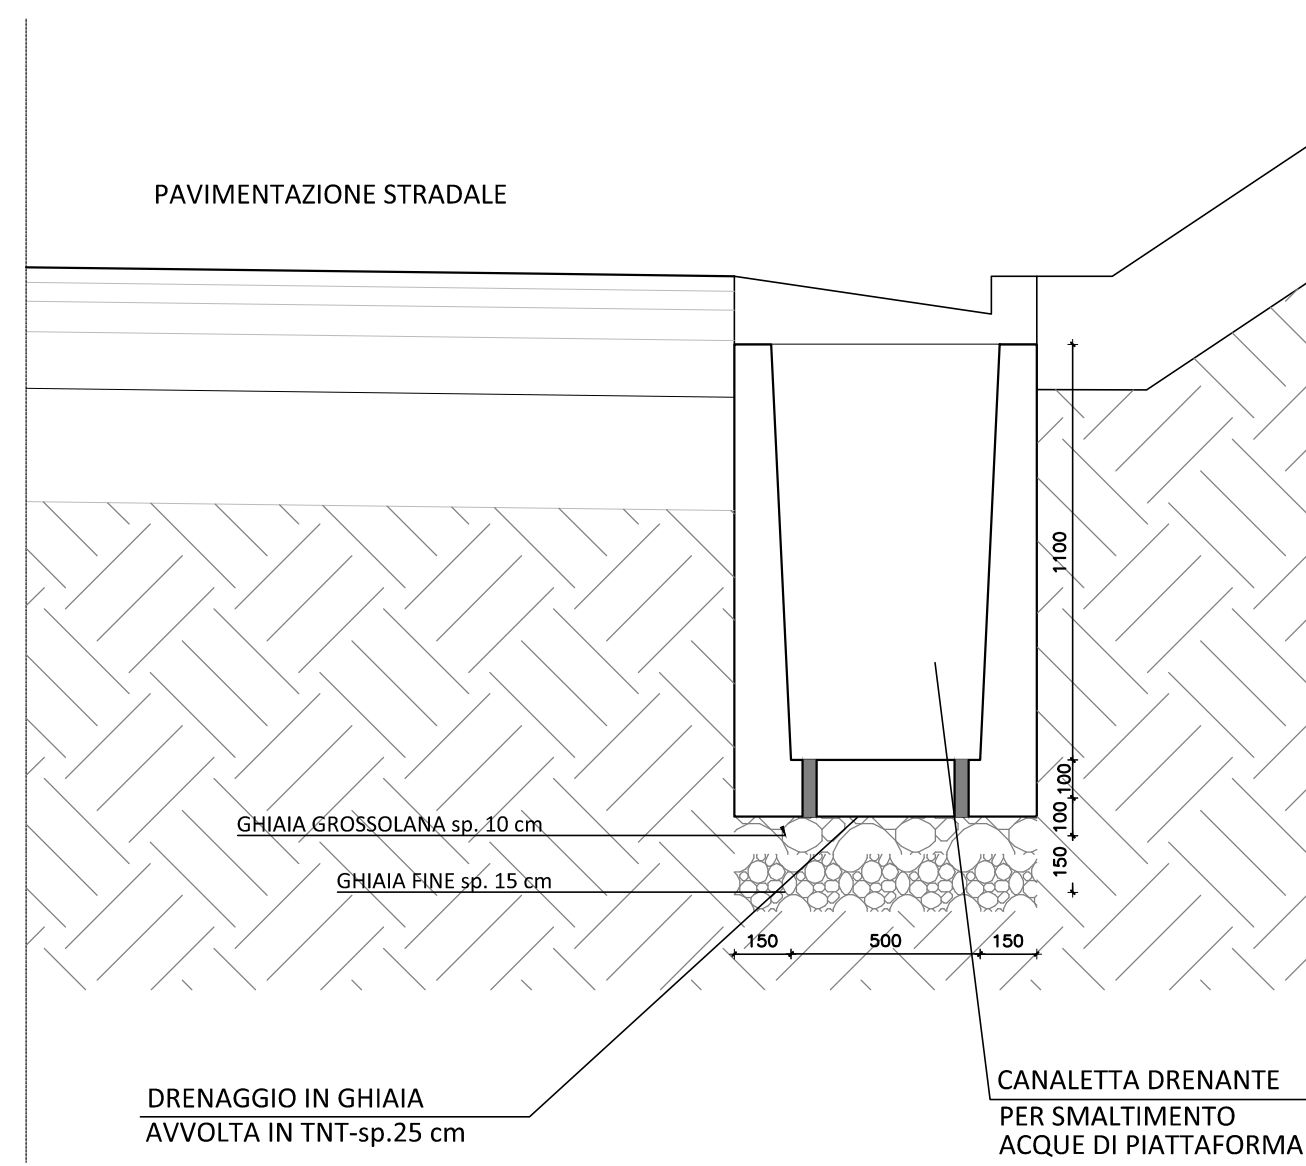 PAVIMENTAZIONE STRADALE
1100
100
GHIAIA GROSSOLANA sp. 10 cm
100
150
GHIAIA FINE sp. 15 cm
150
500
150
DRENAGGIO IN GHIAIA
AVVOLTA IN TNT-sp.25 cm
CANALETTA DRENANTE
PER SMALTIMENTO
ACQUE DI PIATTAFORMA